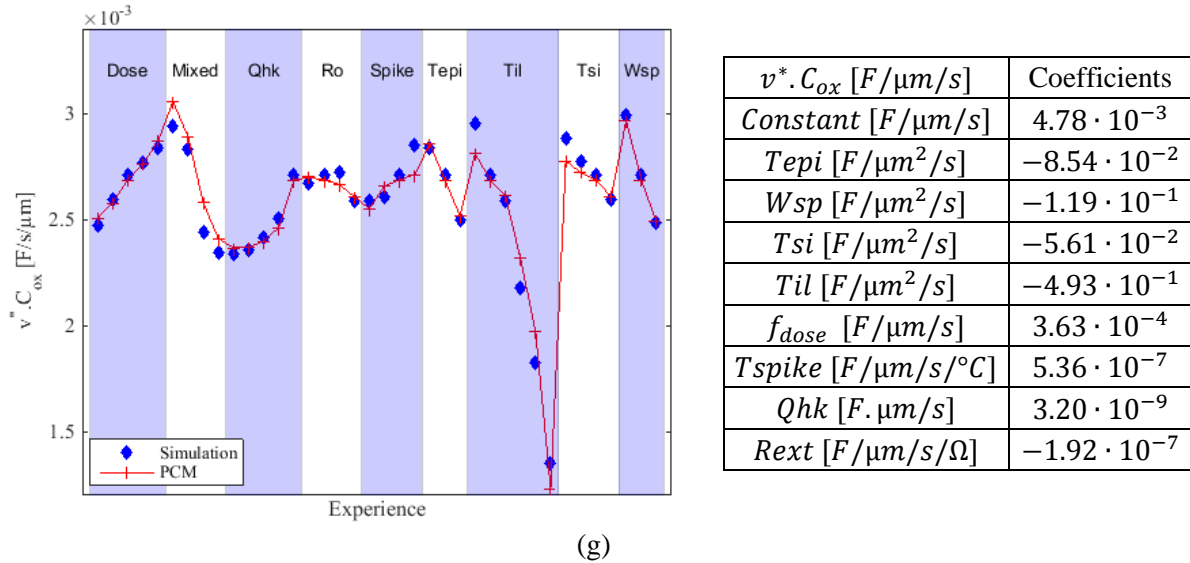 ×10⁻³
Dose Mixed Qhk Ro Spike Tepi Til Tsi Wsp
3
2.5
2
1.5
v*.C_ox [F/s/µm]
Simulation
PCM
Experience
v*.C_ox [F/µm/s] Coefficients
Constant [F/µm/s] 4.78 · 10⁻³
Tepi [F/µm²/s] −8.54 · 10⁻²
Wsp [F/µm²/s] −1.19 · 10⁻¹
Tsi [F/µm²/s] −5.61 · 10⁻²
Til [F/µm²/s] −4.93 · 10⁻¹
f_dose [F/µm/s] 3.63 · 10⁻⁴
Tspike [F/µm/s/°C] 5.36 · 10⁻⁷
Qhk [F.µm/s] 3.20 · 10⁻⁹
Rext [F/µm/s/Ω] −1.92 · 10⁻⁷
(g)